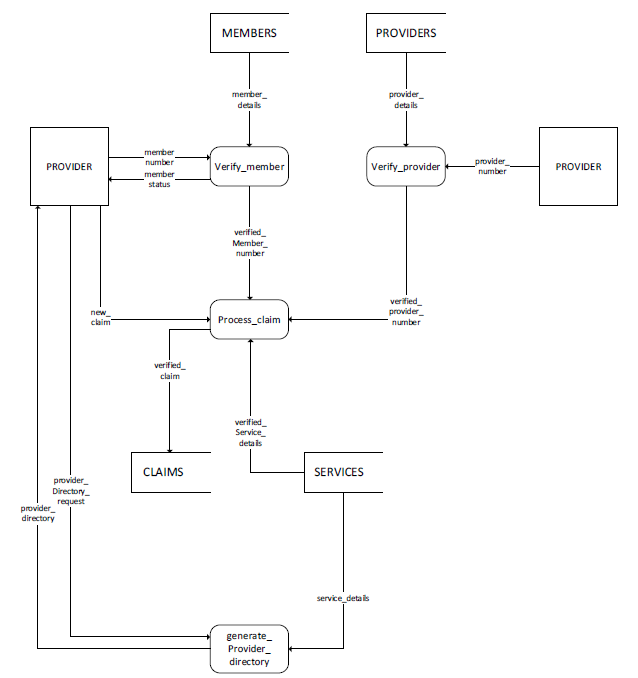 MEMBERS
PROVIDERS
member_
details
provider_
details
PROVIDER
member
number
member
status
Verify_member
Verify_provider
provider_
number
PROVIDER
verified_
Member_
number
new_
claim
Process_claim
verified_
provider_
number
verified_
claim
verified_
Service_
details
CLAIMS
SERVICES
provider_
Directory_
request
provider_
directory
service_details
generate_
Provider_
directory